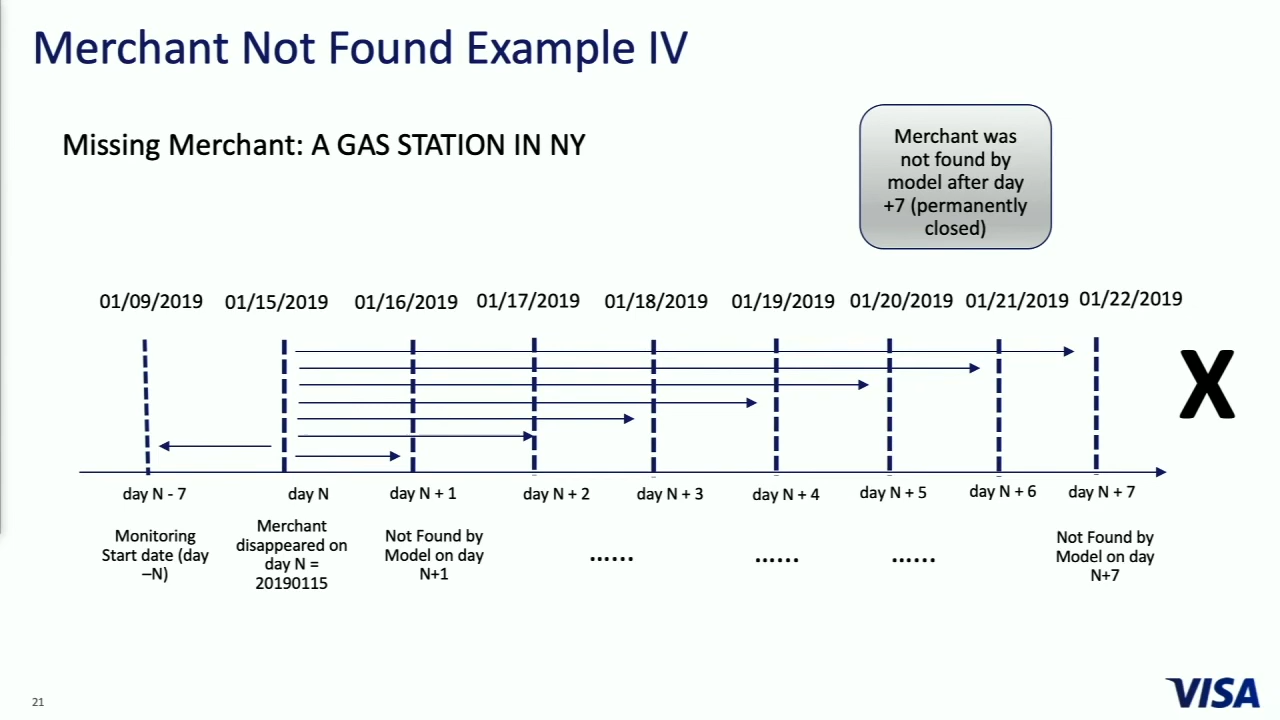 Merchant Not Found Example IV
Missing Merchant: A GAS STATION IN NY
Merchant was
not found by
model after day
+7 (permanently
closed)
01/09/2019 01/15/2019 01/16/2019 01/17/2019 01/18/2019 01/19/2019 01/20/2019 01/21/2019 01/22/2019
X
day N - 7 day N day N + 1 day N + 2 day N + 3 day N + 4 day N + 5 day N + 6 day N + 7
Monitoring
Start date (day
–N)
Merchant
disappeared on
day N =
20190115
Not Found by
Model on day
N+1
...... ...... ......
Not Found by
Model on day
N+7
21
VISA